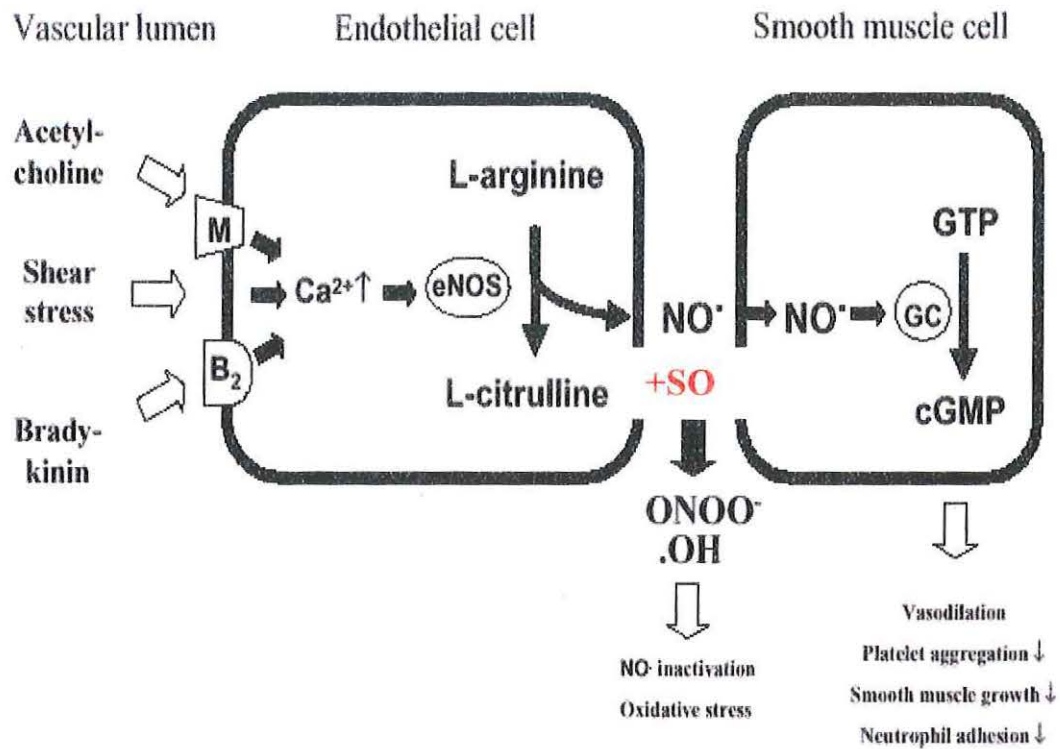 Vascular lumen
Endothelial cell
Smooth muscle cell
Acetyl-
choline
M
Shear
stress
B₂
Brady-
kinin
Ca²⁺↑
eNOS
L-arginine
L-citrulline
NO·
+SO
ONOO⁻
.OH
NO· inactivation
Oxidative stress
NO·
GC
GTP
cGMP
Vasodilation
Platelet aggregation ↓
Smooth muscle growth ↓
Neutrophil adhesion ↓